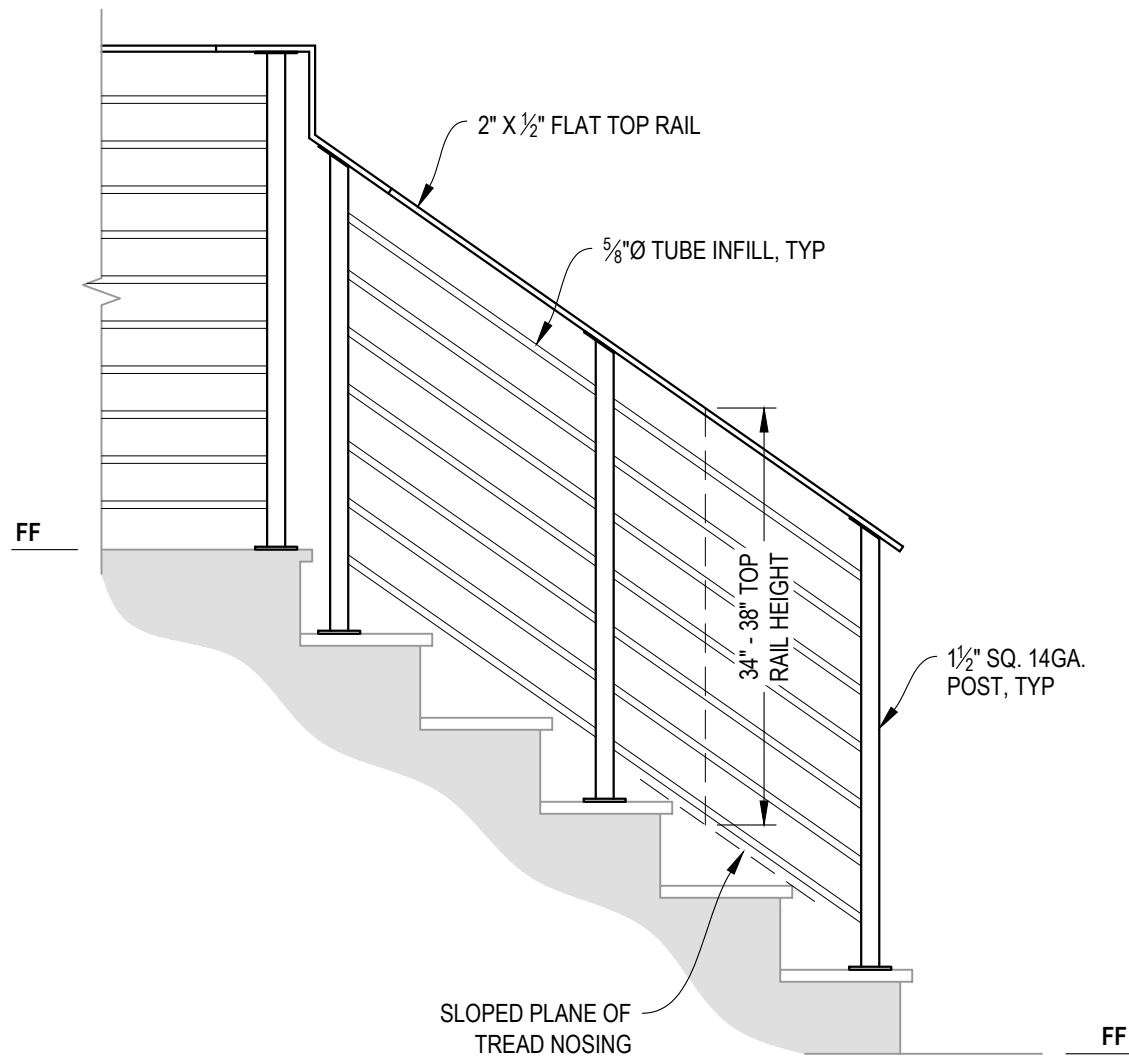 2" X ½" FLAT TOP RAIL
⅝"Ø TUBE INFILL, TYP
FF
34" - 38" TOP
RAIL HEIGHT
1½" SQ. 14GA.
POST, TYP
SLOPED PLANE OF
TREAD NOSING
FF